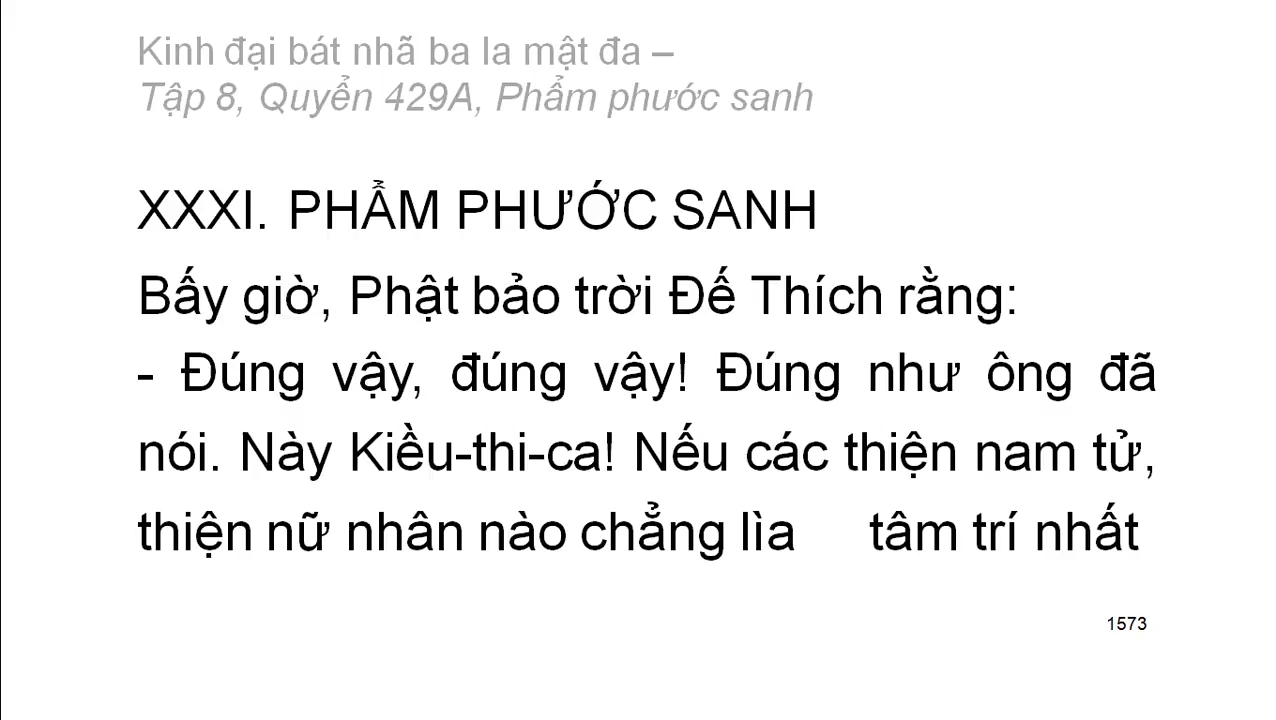 Kinh đại bát nhã ba la mật đa –
Tập 8, Quyển 429A, Phẩm phước sanh
XXXI. PHẨM PHƯỚC SANH
Bấy giờ, Phật bảo trời Đế Thích rằng:
- Đúng vậy, đúng vậy! Đúng như ông đã
nói. Này Kiều-thi-ca! Nếu các thiện nam tử,
thiện nữ nhân nào chẳng lìa tâm trí nhất
1573